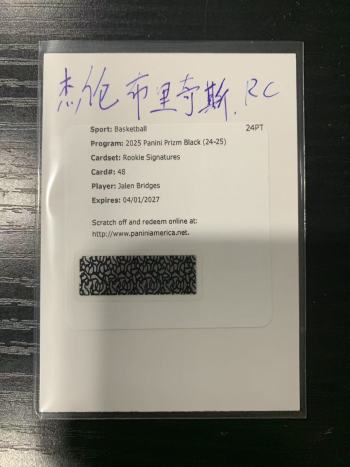 杰伦布里奇斯.RC
Sport: Basketball 24PT
Program: 2025 Panini Prizm Black (24-25)
Cardset: Rookie Signatures
Card#: 48
Player: Jalen Bridges
Expires: 04/01/2027
Scratch off and redeem online at:
http://www.paniniamerica.net.